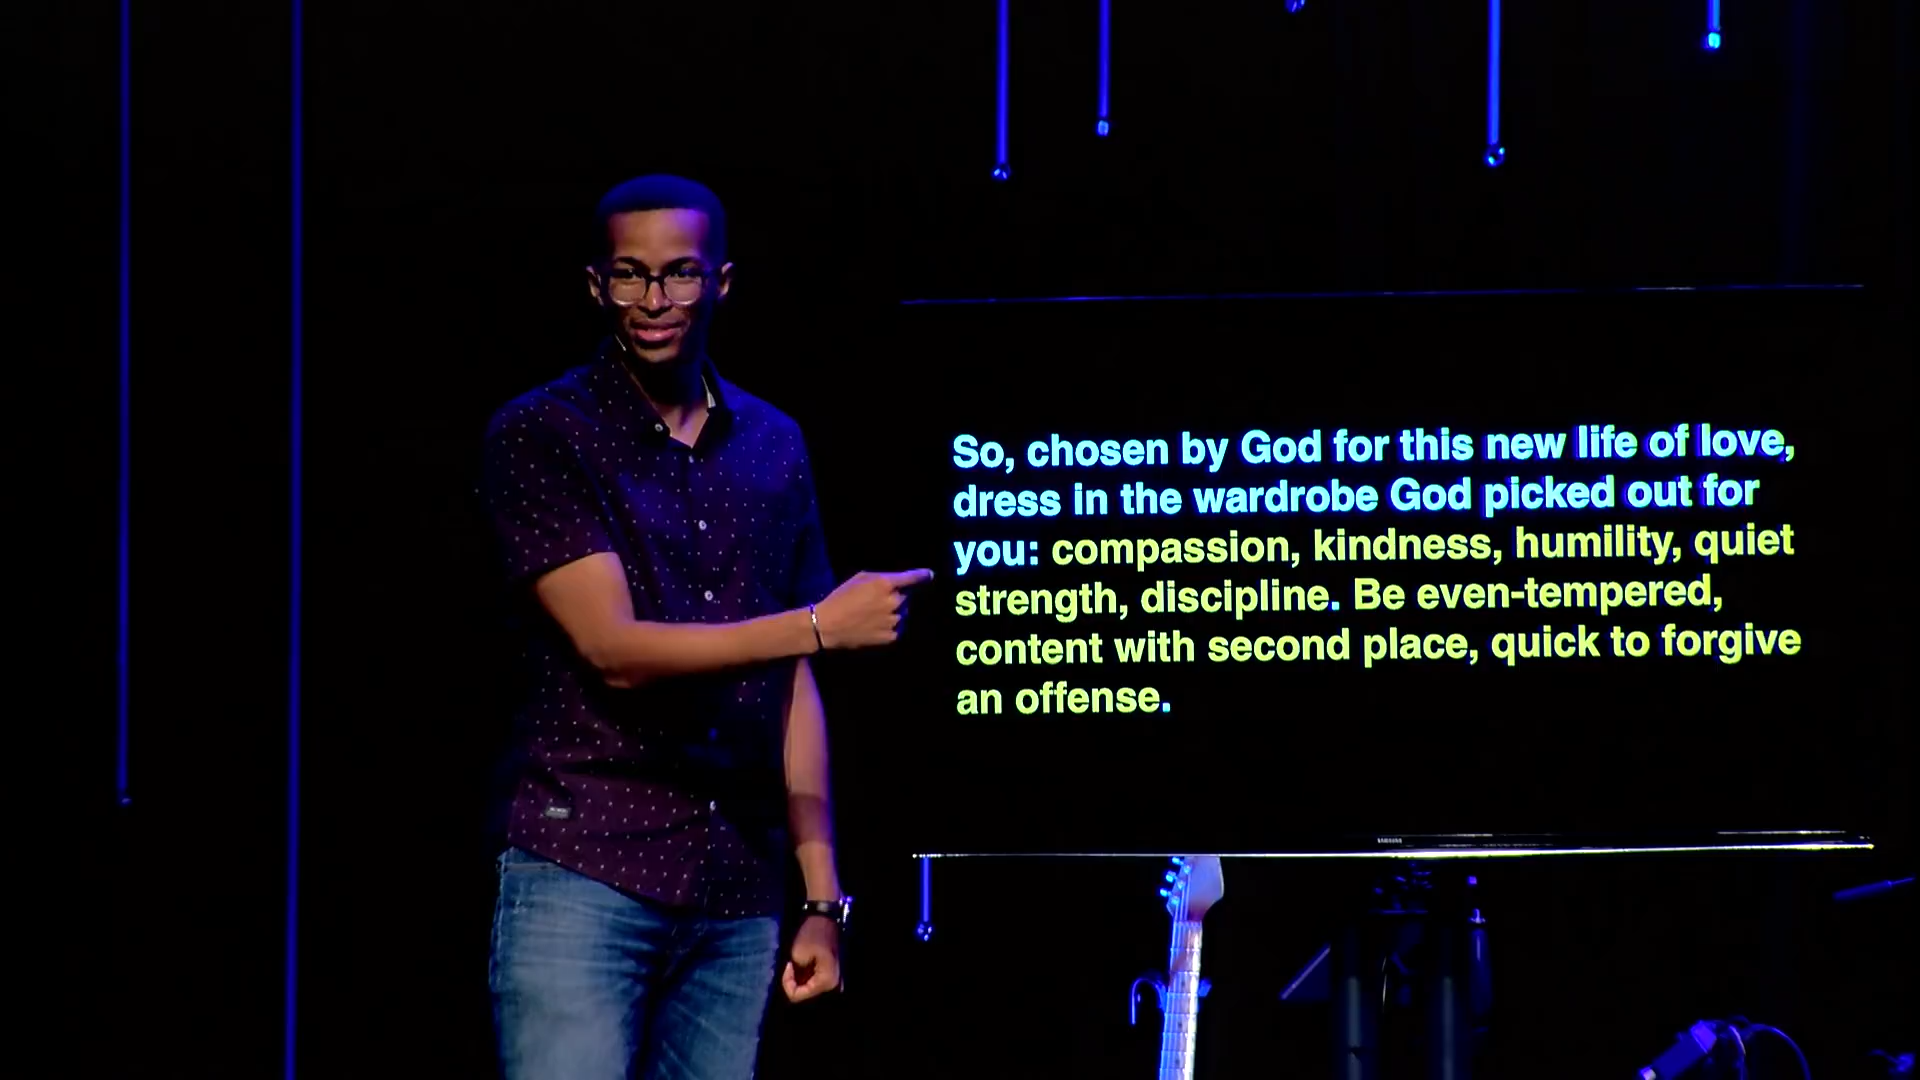 So, chosen by God for this new life of love,
dress in the wardrobe God picked out for
you: compassion, kindness, humility, quiet
strength, discipline. Be even-tempered,
content with second place, quick to forgive
an offense.
SAMSUNG